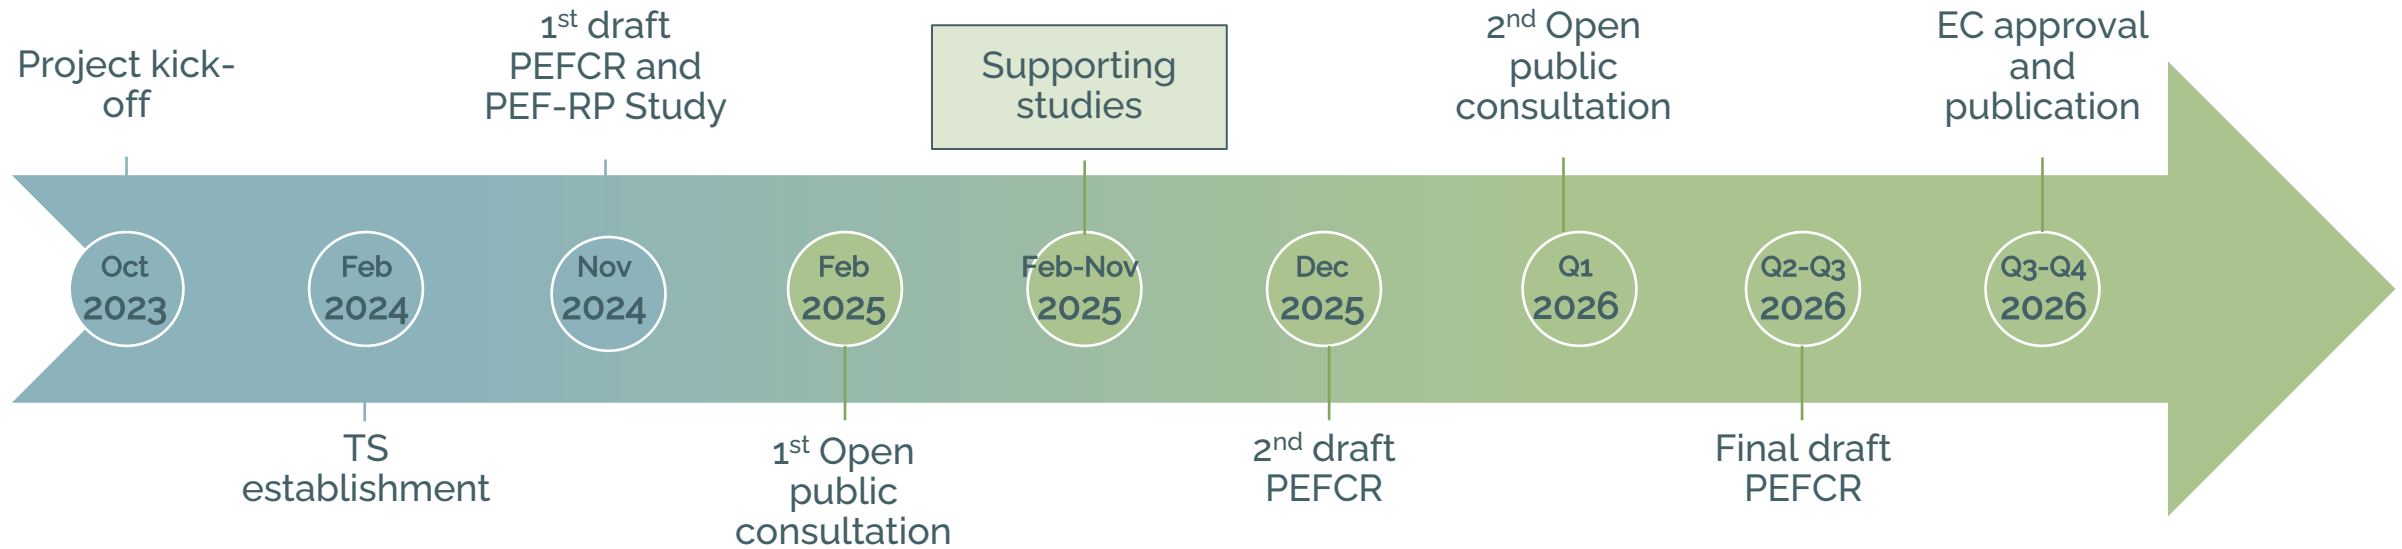 Project kick-
off
1st draft
PEFCR and
PEF-RP Study
Supporting
studies
2nd Open
public
consultation
EC approval
and
publication
Oct
2023
Feb
2024
Nov
2024
Feb
2025
Feb-Nov
2025
Dec
2025
Q1
2026
Q2-Q3
2026
Q3-Q4
2026
TS
establishment
1st Open
public
consultation
2nd draft
PEFCR
Final draft
PEFCR